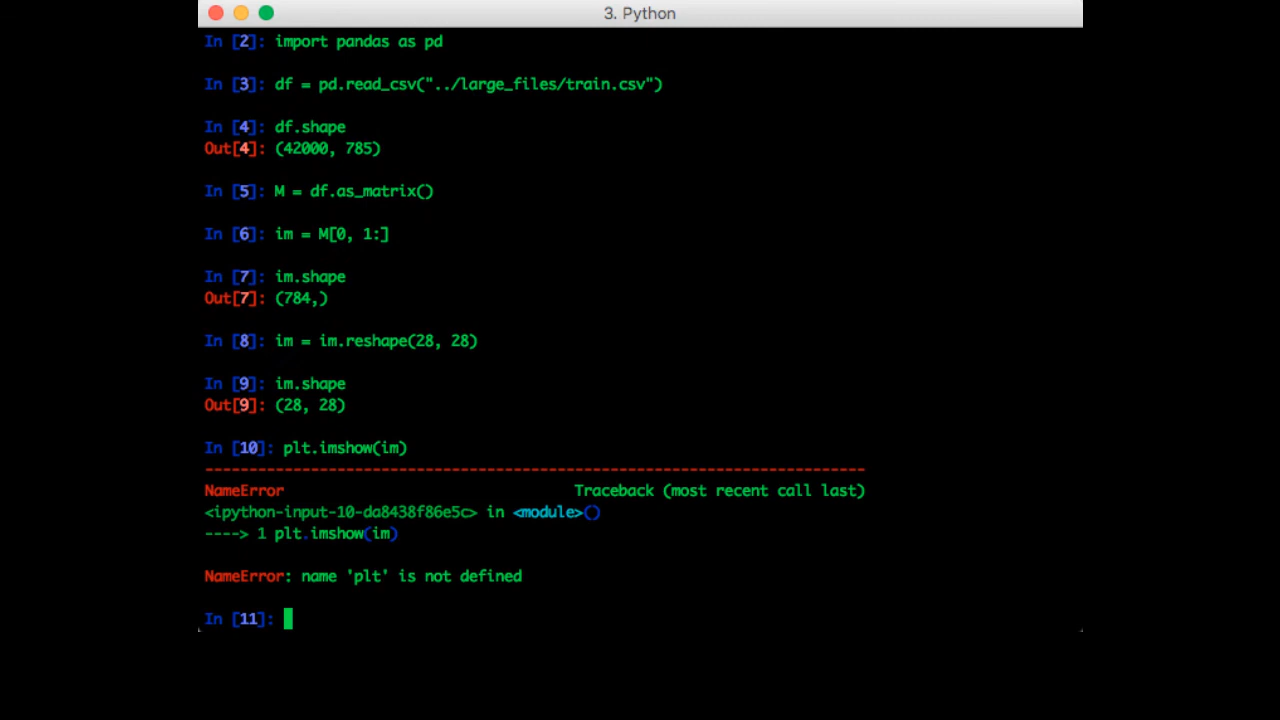 3. Python
In [2]: import pandas as pd
In [3]: df = pd.read_csv("../large_files/train.csv")
In [4]: df.shape
Out[4]: (42000, 785)
In [5]: M = df.as_matrix()
In [6]: im = M[0, 1:]
In [7]: im.shape
Out[7]: (784,)
In [8]: im = im.reshape(28, 28)
In [9]: im.shape
Out[9]: (28, 28)
In [10]: plt.imshow(im)
---------------------------------------------------------------------------
NameError                                 Traceback (most recent call last)
<ipython-input-10-da8438f86e5c> in <module>()
----> 1 plt.imshow(im)
NameError: name 'plt' is not defined
In [11]: